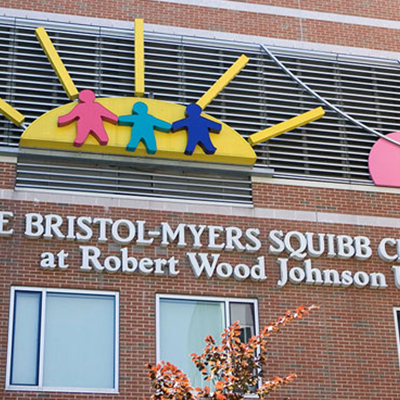 BRISTOL-MYERS SQUIBB
at Robert Wood Johnson